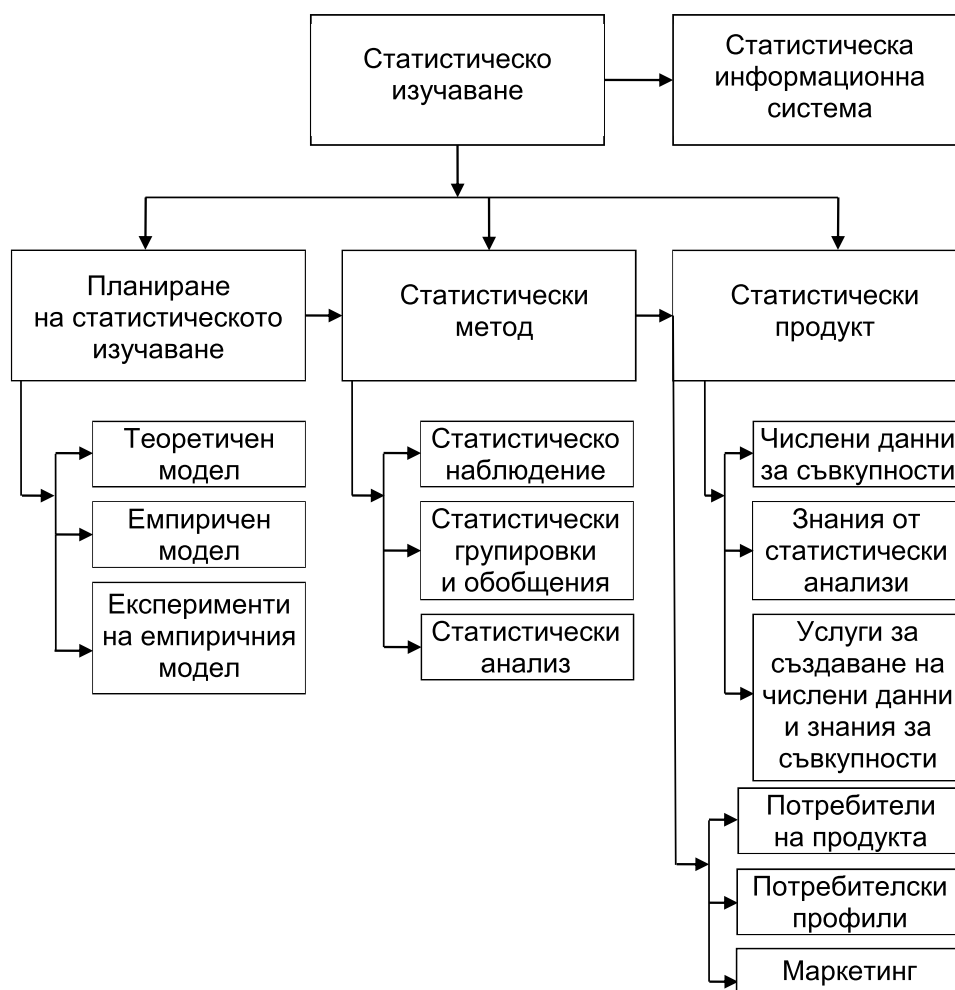 Статистическо
изучаване
Статистическа
информационна
система
Планиране
на статистическото
изучаване
Статистически
метод
Статистически
продукт
Теоретичен
модел
Емпиричен
модел
Експерименти
на емпиричния
модел
Статистическо
наблюдение
Статистически
групировки
и обобщения
Статистически
анализ
Числени данни
за съвкупности
Знания от
статистически
анализи
Услуги за
създаване на
числени данни
и знания за
съвкупности
Потребители
на продукта
Потребителски
профили
Маркетинг